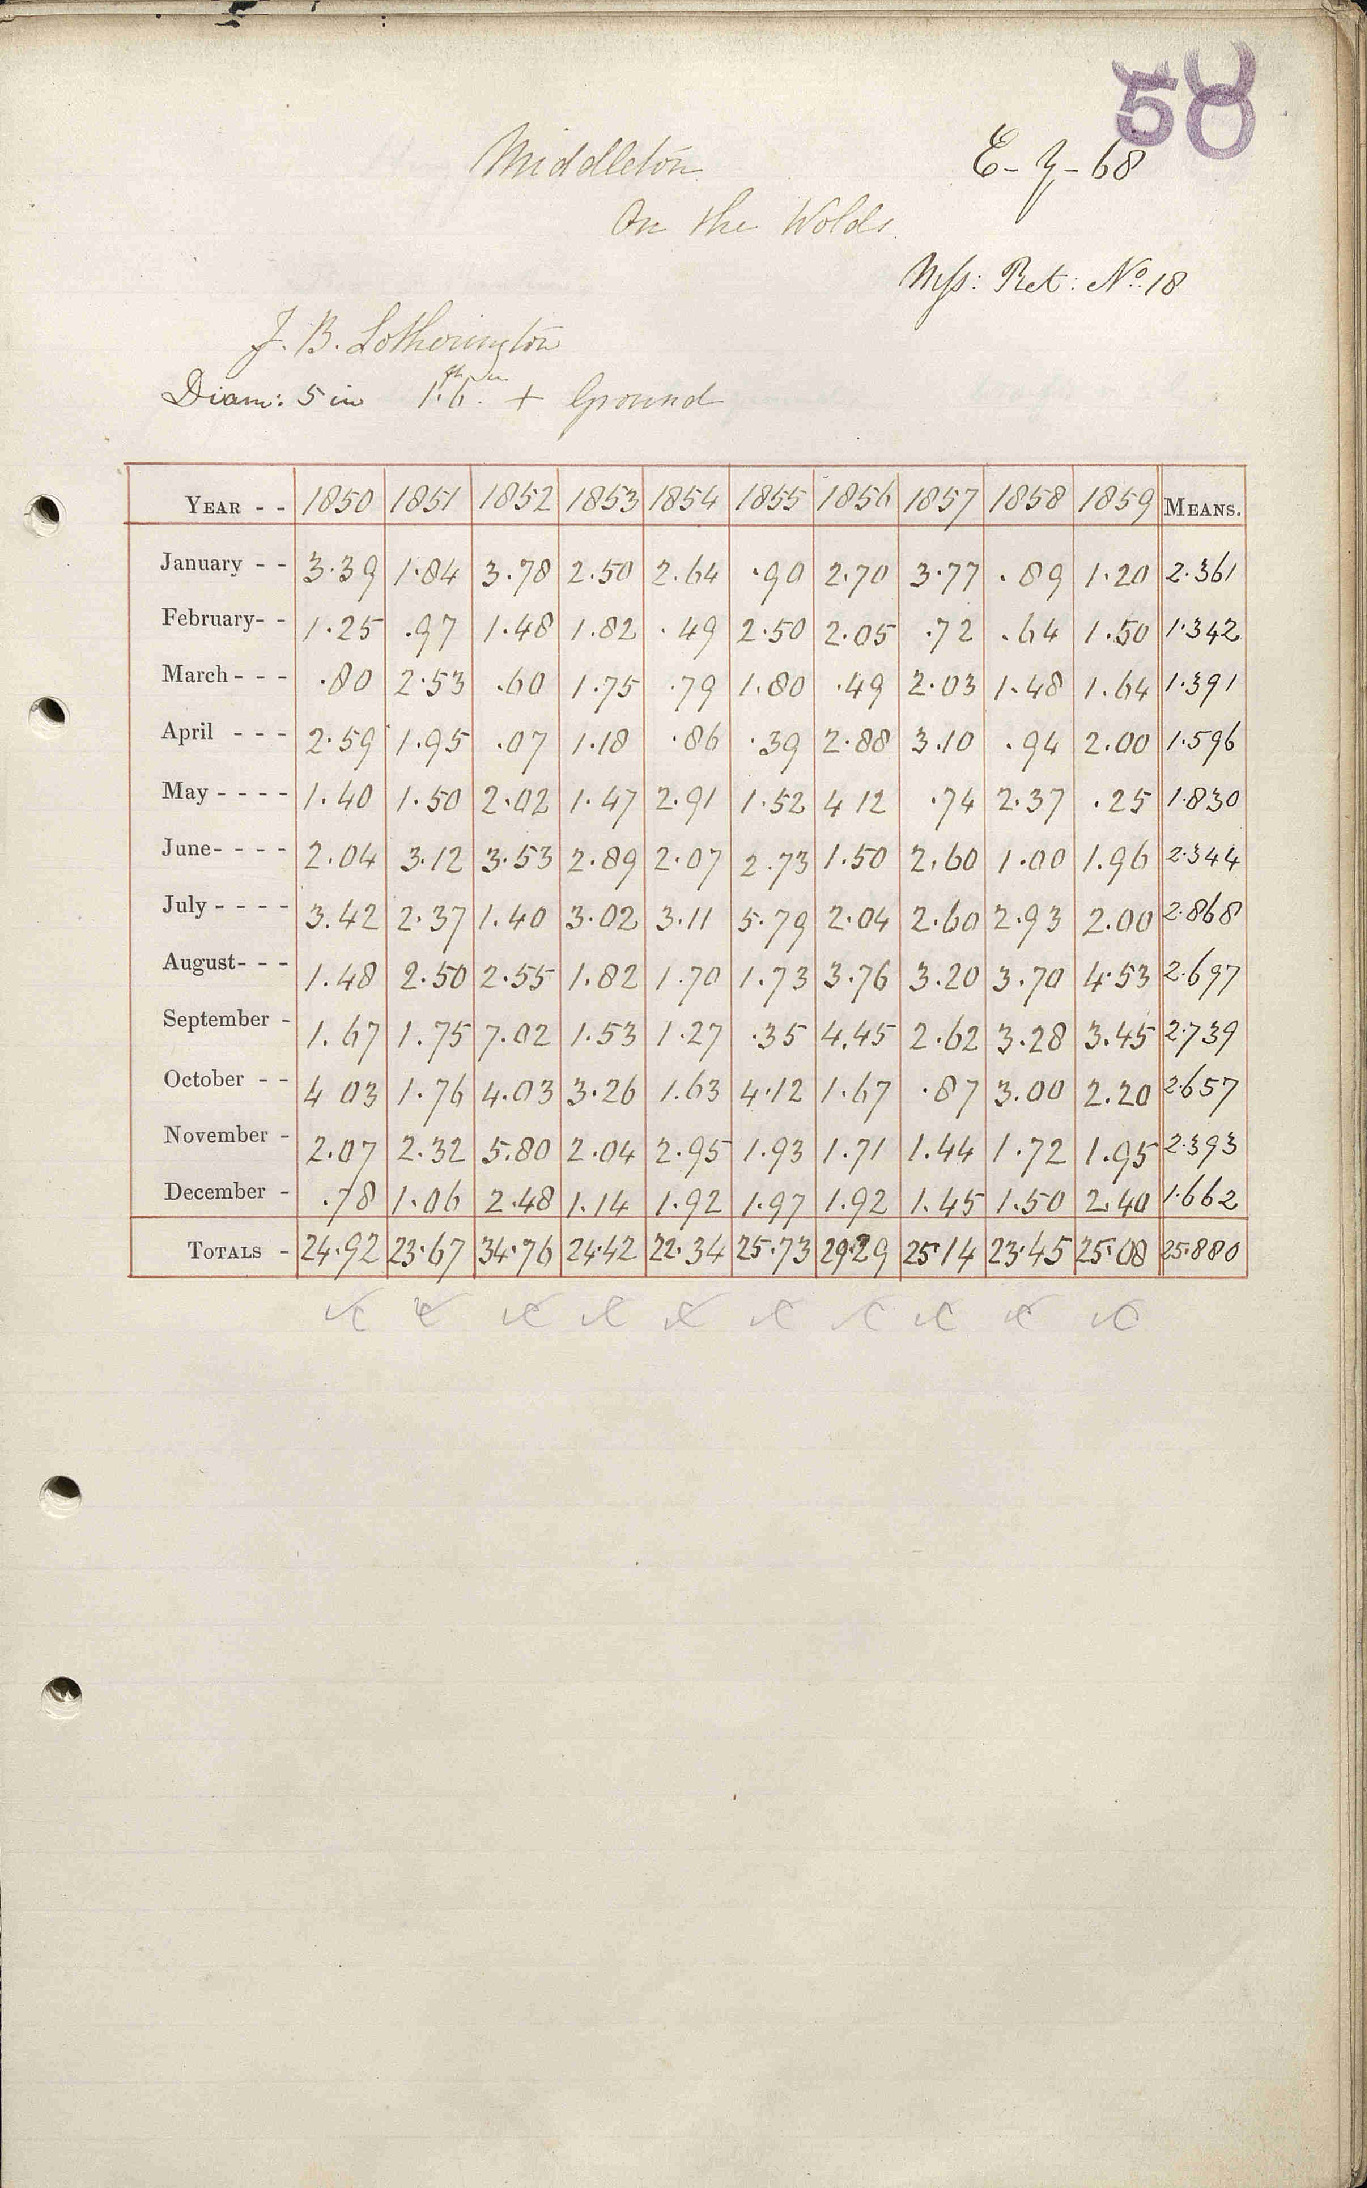 50
Middleton E-Y-68
On the Wolds
Mss: Ret: No. 18
J. B. Lotherington
Diam: 5 in 1ft 6in + Ground
YEAR - - 1850 1851 1852 1853 1854 1855 1856 1857 1858 1859 MEANS.
January - - 3.39 1.84 3.78 2.50 2.64 .90 2.70 3.77 .89 1.20 2.361
February- - 1.25 .97 1.48 1.82 .49 2.50 2.05 .72 .64 1.50 1.342
March - - - .80 2.53 .60 1.75 .79 1.80 .49 2.03 1.48 1.64 1.391
April - - - 2.59 1.95 .07 1.18 .86 .39 2.88 3.10 .94 2.00 1.596
May - - - - 1.40 1.50 2.02 1.47 2.91 1.52 4 12 .74 2.37 .25 1.830
June- - - - 2.04 3.12 3.53 2.89 2.07 2.73 1.50 2.60 1.00 1.96 2.344
July - - - - 3.42 2.37 1.40 3.02 3.11 5.79 2.04 2.60 2.93 2.00 2.868
August- - - 1.48 2.50 2.55 1.82 1.70 1.73 3.76 3.20 3.70 4.53 2.697
September - 1.67 1.75 7.02 1.53 1.27 .35 4.45 2.62 3.28 3.45 2.739
October - - 4 03 1.76 4.03 3.26 1.63 4.12 1.67 .87 3.00 2.20 2.657
November - 2.07 2.32 5.80 2.04 2.95 1.93 1.71 1.44 1.72 1.95 2.393
December - .78 1.06 2.48 1.14 1.92 1.97 1.92 1.45 1.50 2.40 1.662
TOTALS - 24.92 23.67 34.76 24.42 22.34 25.73 29.29 25.14 23.45 25.08 25.880